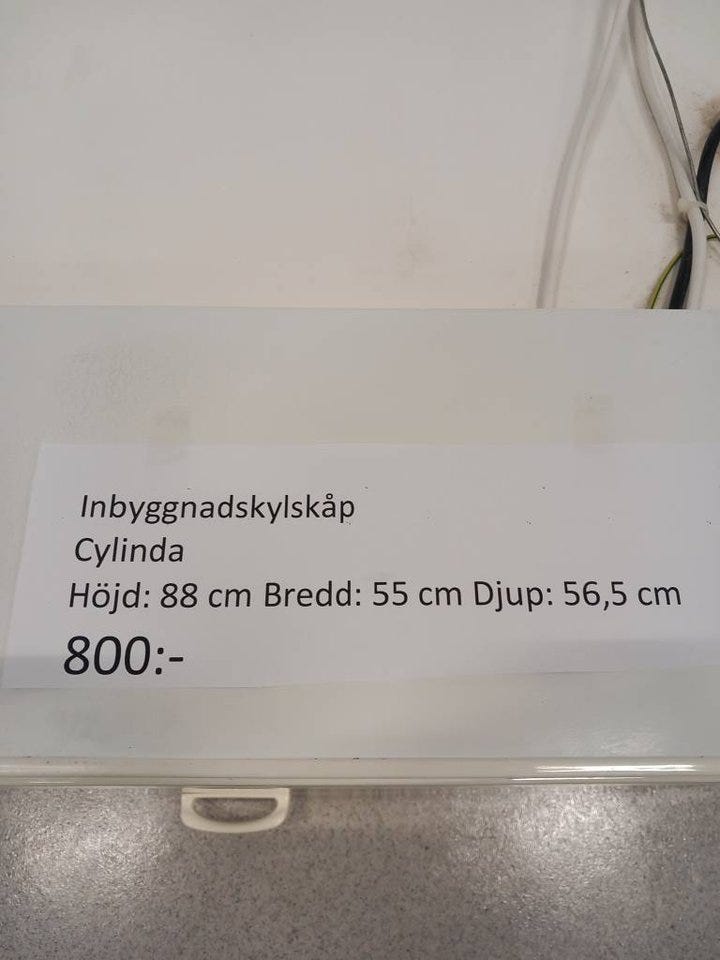 Inbyggnadskylskåp
Cylinda
Höjd: 88 cm Bredd: 55 cm Djup: 56,5 cm
800:-